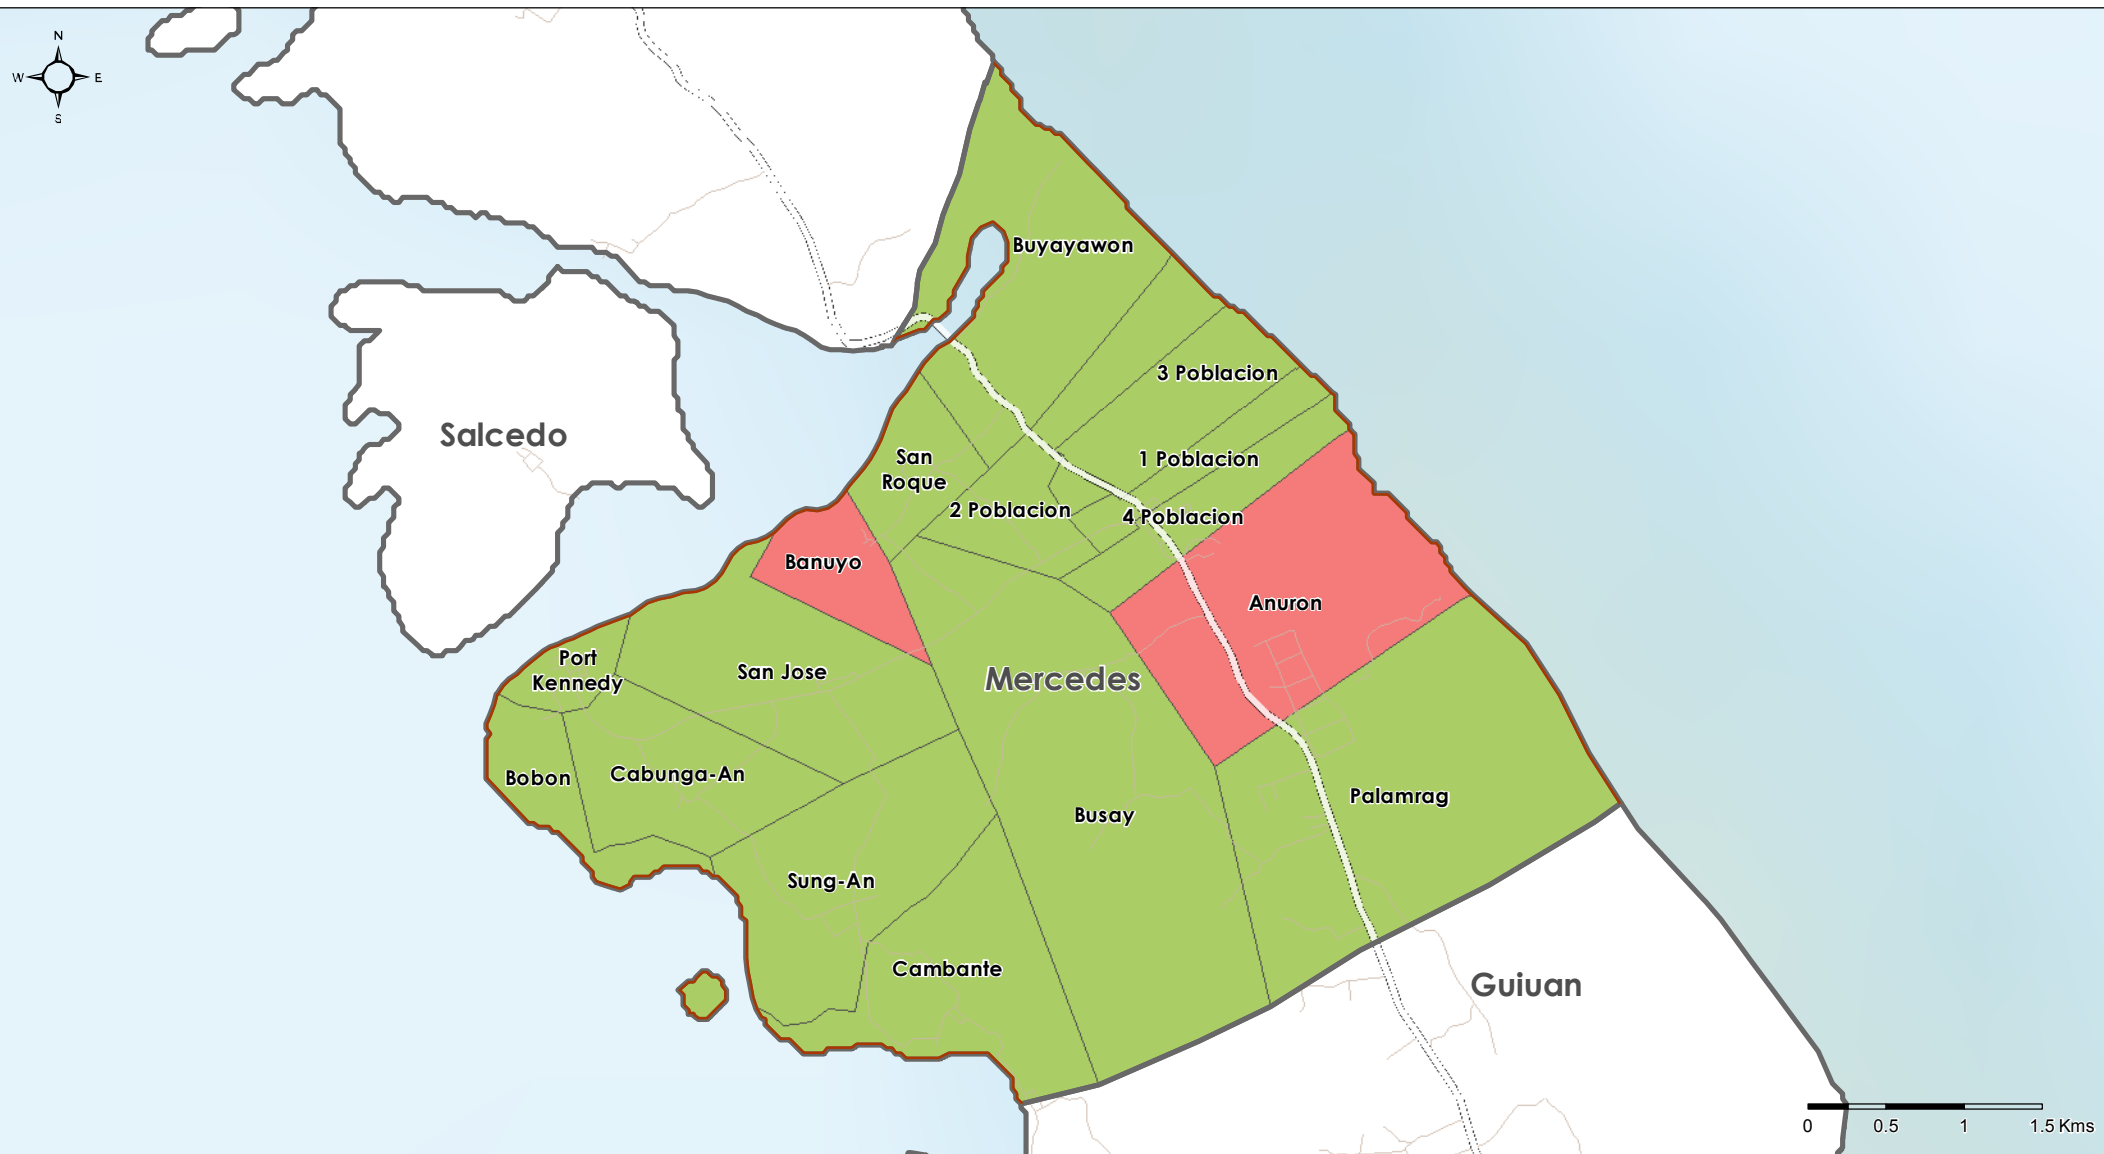 N
W E
S
Buyayawon
3 Poblacion
Salcedo
San
Roque
1 Poblacion
2 Poblacion
4 Poblacion
Banuyo
Anuron
Port
Kennedy
San Jose
Mercedes
Bobon
Cabunga-An
Palamrag
Busay
Sung-An
Cambante
Guiuan
0 0.5 1 1.5 Kms